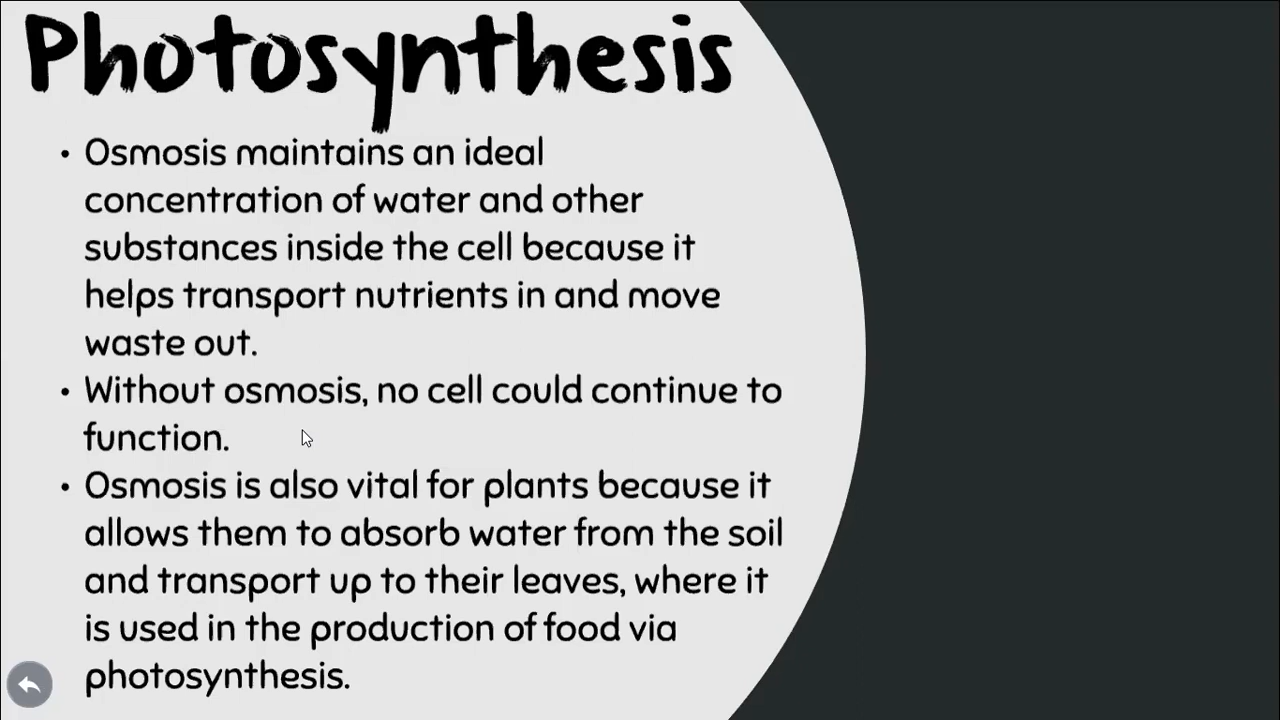 Photosynthesis
• Osmosis maintains an ideal
concentration of water and other
substances inside the cell because it
helps transport nutrients in and move
waste out.
• Without osmosis, no cell could continue to
function.
• Osmosis is also vital for plants because it
allows them to absorb water from the soil
and transport up to their leaves, where it
is used in the production of food via
photosynthesis.